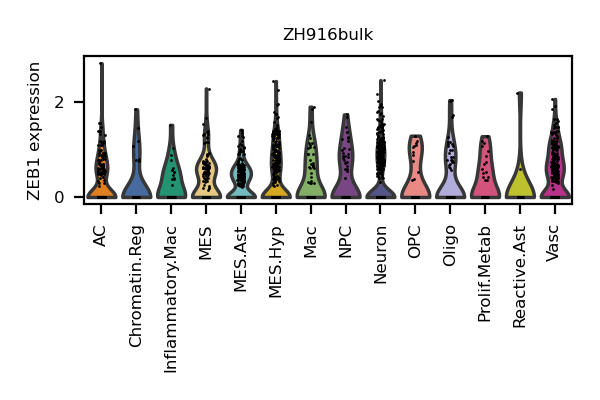 ZH916bulk
ZEB1 expression
2
0
AC
Chromatin.Reg
Inflammatory.Mac
MES
MES.Ast
MES.Hyp
Mac
NPC
Neuron
OPC
Oligo
Prolif.Metab
Reactive.Ast
Vasc